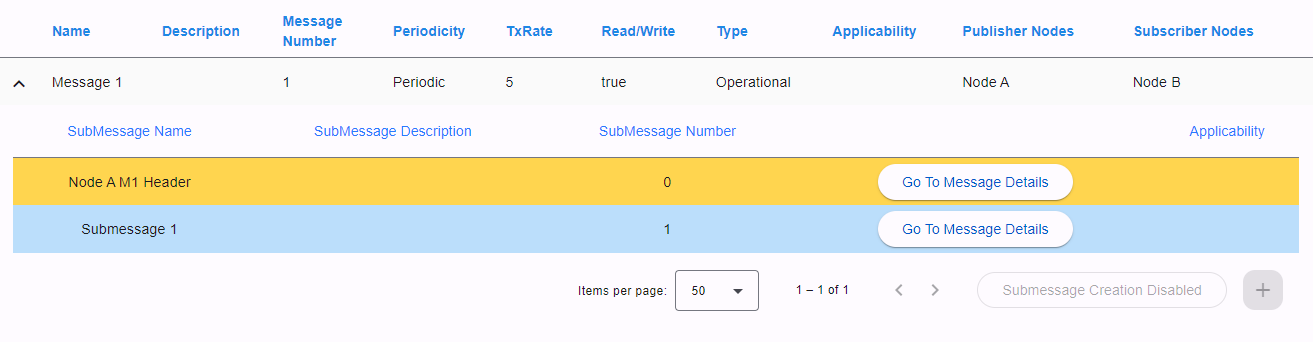 Name Description Message Number Periodicity TxRate Read/Write Type Applicability Publisher Nodes Subscriber Nodes
Message 1 1 Periodic 5 true Operational Node A Node B
SubMessage Name SubMessage Description SubMessage Number Applicability
Node A M1 Header 0 Go To Message Details
Submessage 1 1 Go To Message Details
Items per page: 50 1 – 1 of 1 Submessage Creation Disabled +